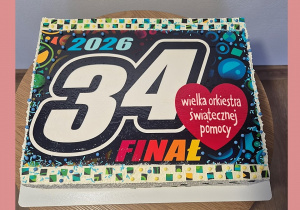 2026
34
FINAŁ
wielka orkiestra
świątecznej
pomocy